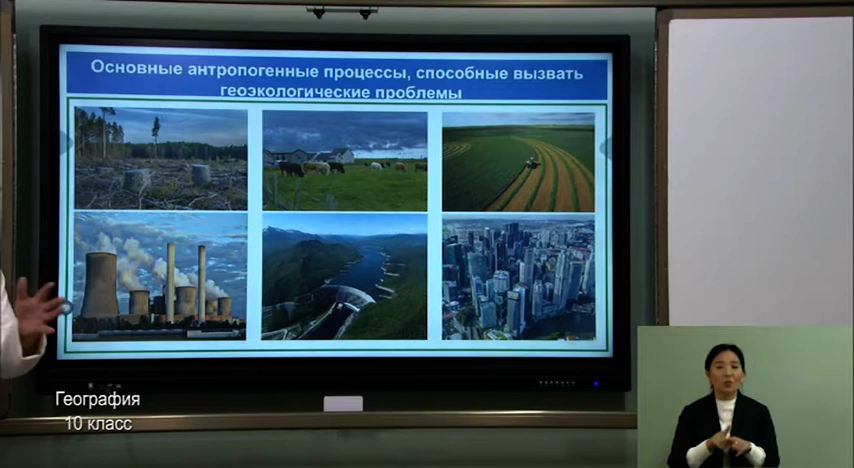 Основные антропогенные процессы, способные вызвать
геоэкологические проблемы
География
10 класс